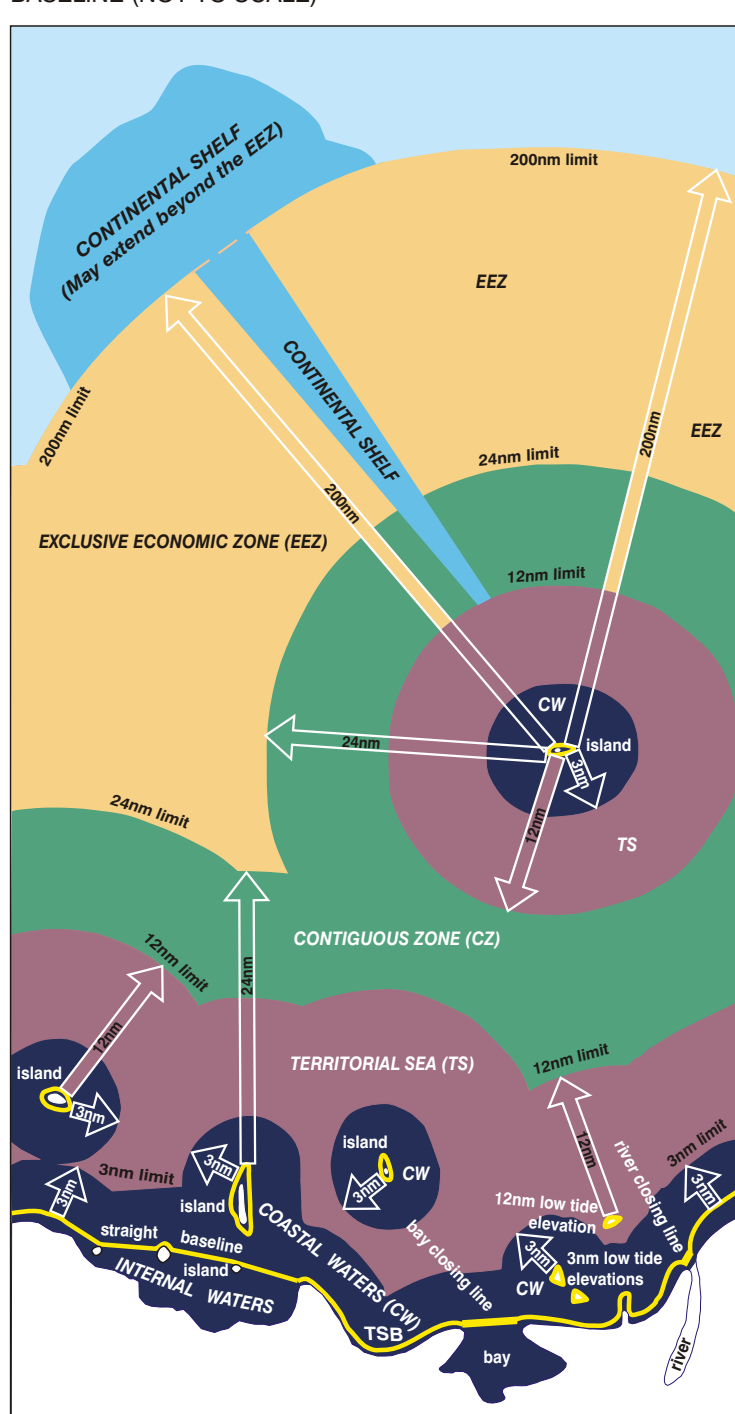 CONTINENTAL SHELF
(May extend beyond the EEZ)
200nm limit
EEZ
200nm limit
CONTINENTAL SHELF
200nm
EEZ
24nm limit
200nm
EXCLUSIVE ECONOMIC ZONE (EEZ)
12nm limit
CW
island
24nm
3nm
12nm
TS
24nm limit
CONTIGUOUS ZONE (CZ)
12nm limit
24nm
12nm
TERRITORIAL SEA (TS)
12nm limit
island
3nm
12nm
island
CW
3nm
3nm limit
3nm
3nm
island
river closing line
3nm limit
3nm
12nm low tide
elevation
straight
baseline
island
INTERNAL WATERS
COASTAL WATERS (CW)
TSB
bay closing line
3nm
CW
3nm low tide
elevations
bay
river